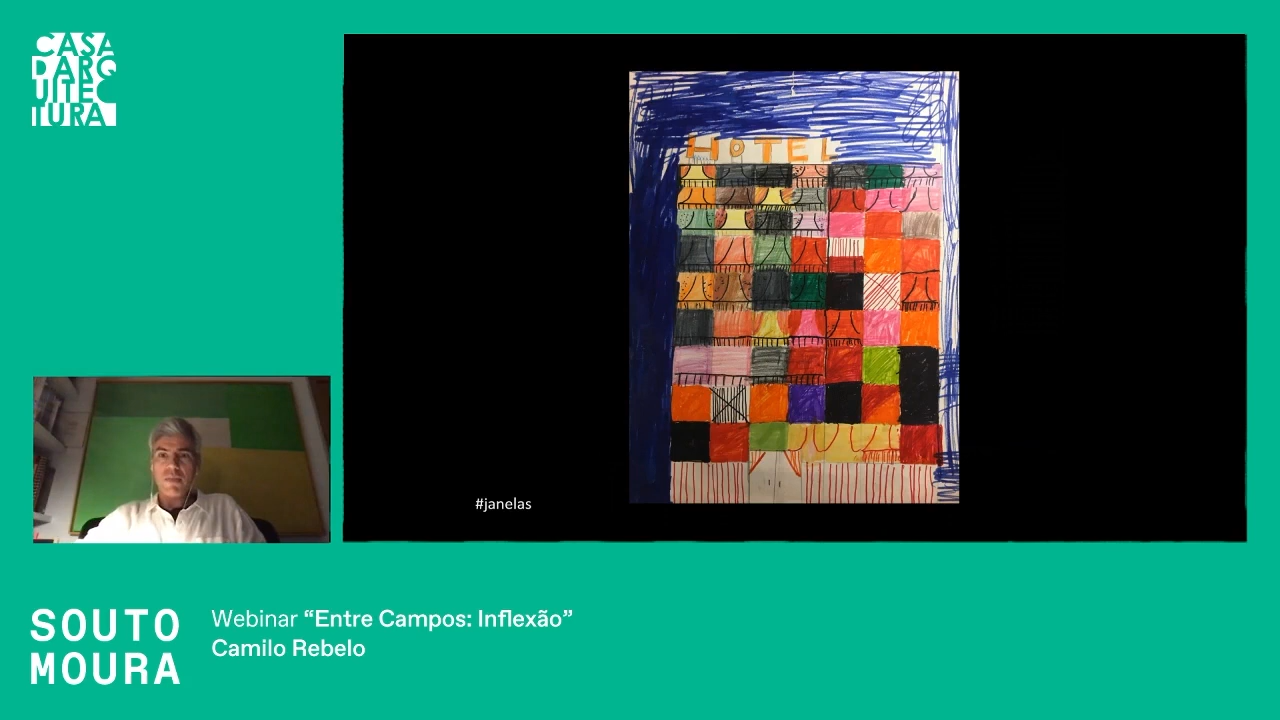 CASA
DARQ
UITEC
TURA
HOTEL
#janelas
SOUTO
MOURA
Webinar “Entre Campos: Inflexão”
Camilo Rebelo